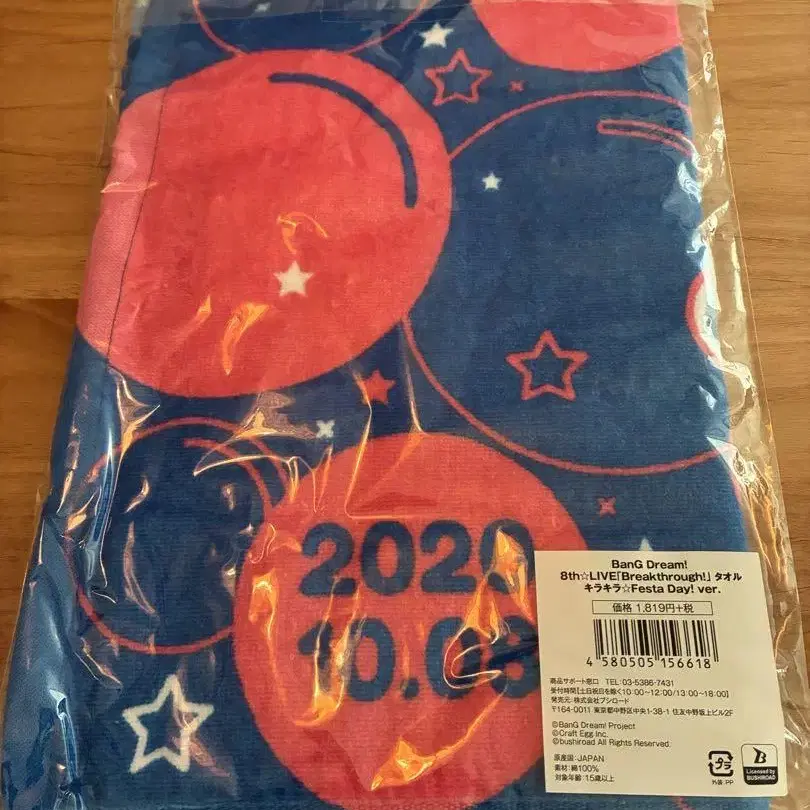 2020
10.03
BanG Dream!
8th☆LIVE「Breakthrough!」タオル
キラキラ☆Festa Day! ver.
価格 1,819円+税
4 580505 156618
商品サポート窓口 TEL:03-5386-7431
受付時間【土日祝日を除く10:00~12:00/13:00~18:00】
発売元:株式会社ブシロード
〒164-0011 東京都中野区中央1-38-1 住友中野坂上ビル2F
©BanG Dream! Project
©Craft Egg Inc.
©bushiroad All Rights Reserved.
原産国:JAPAN
素材:綿100%
対象年齢:15歳以上
プラ
外装:PP
B
Licensed by
BUSHIROAD